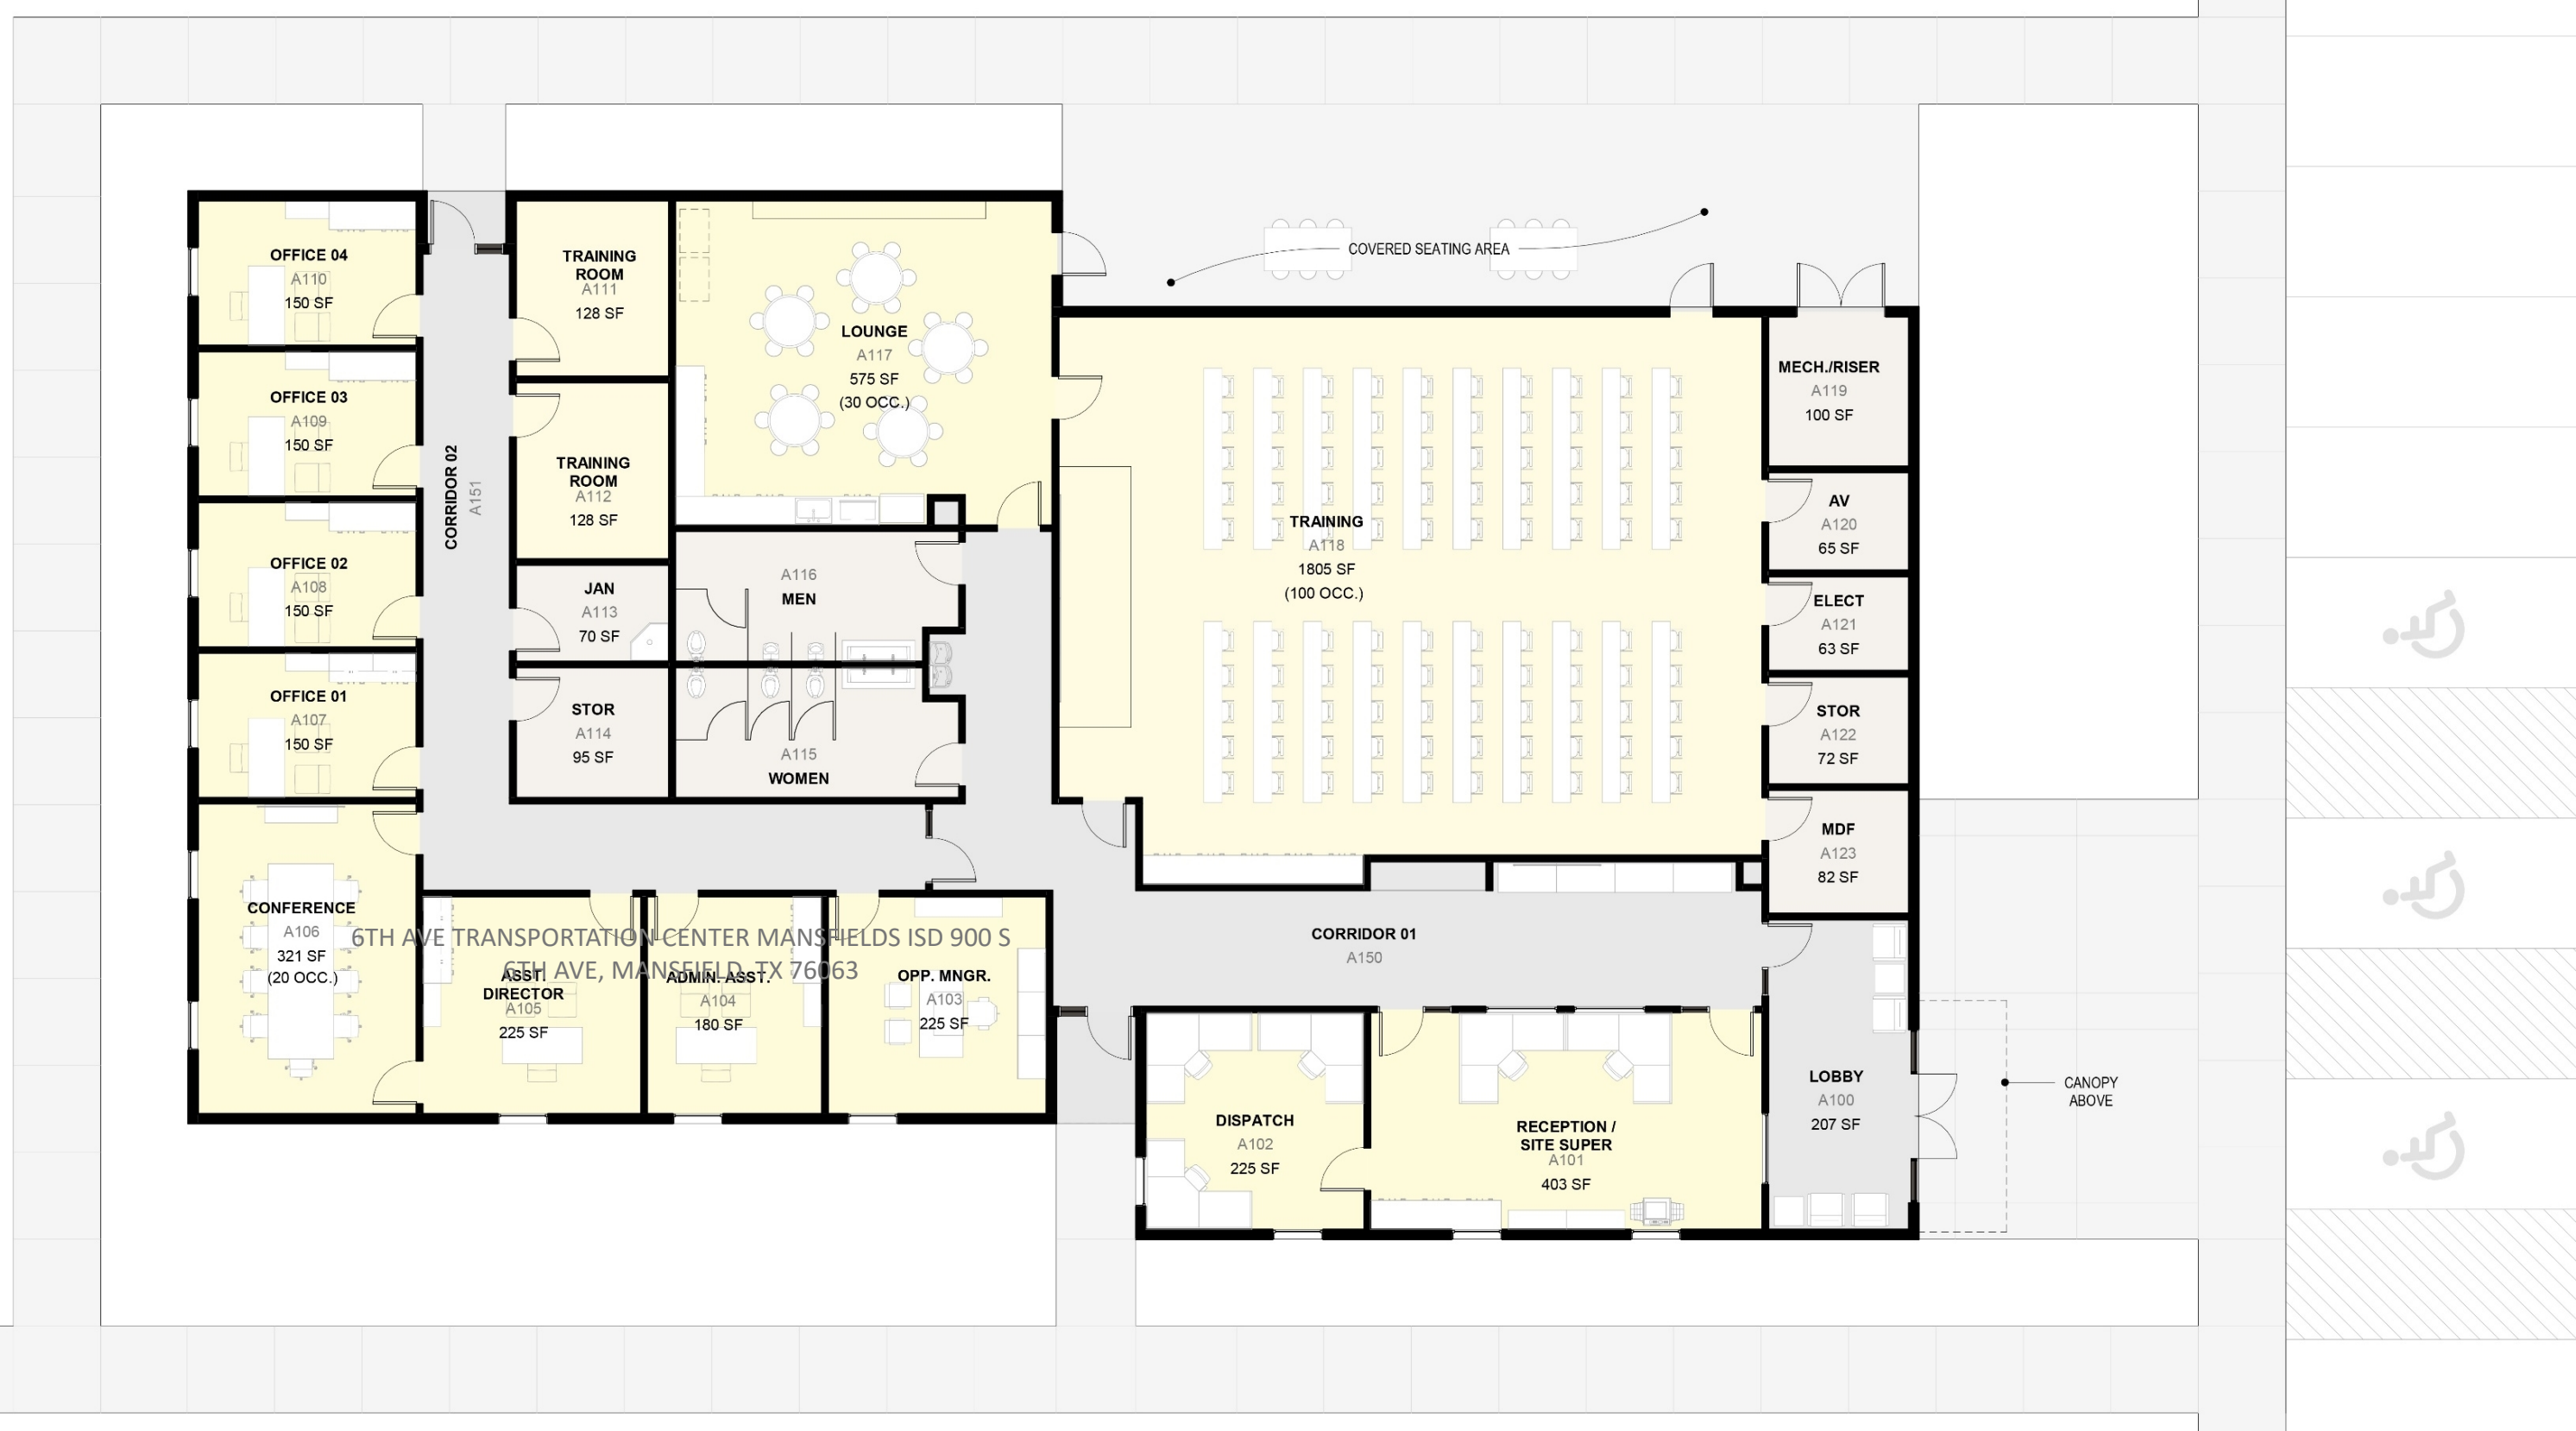 OFFICE 04
A110
150 SF
OFFICE 03
A109
150 SF
OFFICE 02
A108
150 SF
OFFICE 01
A107
150 SF
CORRIDOR 02
A151
TRAINING
ROOM
A111
128 SF
TRAINING
ROOM
A112
128 SF
JAN
A113
70 SF
STOR
A114
95 SF
LOUNGE
A117
575 SF
(30 OCC.)
A116
MEN
A115
WOMEN
COVERED SEATING AREA
TRAINING
A118
1805 SF
(100 OCC.)
MECH./RISER
A119
100 SF
AV
A120
65 SF
ELECT
A121
63 SF
STOR
A122
72 SF
MDF
A123
82 SF
CONFERENCE
A106
321 SF
(20 OCC.)
6TH AVE TRANSPORTATION CENTER MANSFIELDS ISD 900 S
6TH AVE, MANSFIELD, TX 76063
ASST.
DIRECTOR
A105
225 SF
ADMIN. ASST.
A104
180 SF
OPP. MNGR.
A103
225 SF
CORRIDOR 01
A150
DISPATCH
A102
225 SF
RECEPTION /
SITE SUPER
A101
403 SF
LOBBY
A100
207 SF
CANOPY
ABOVE